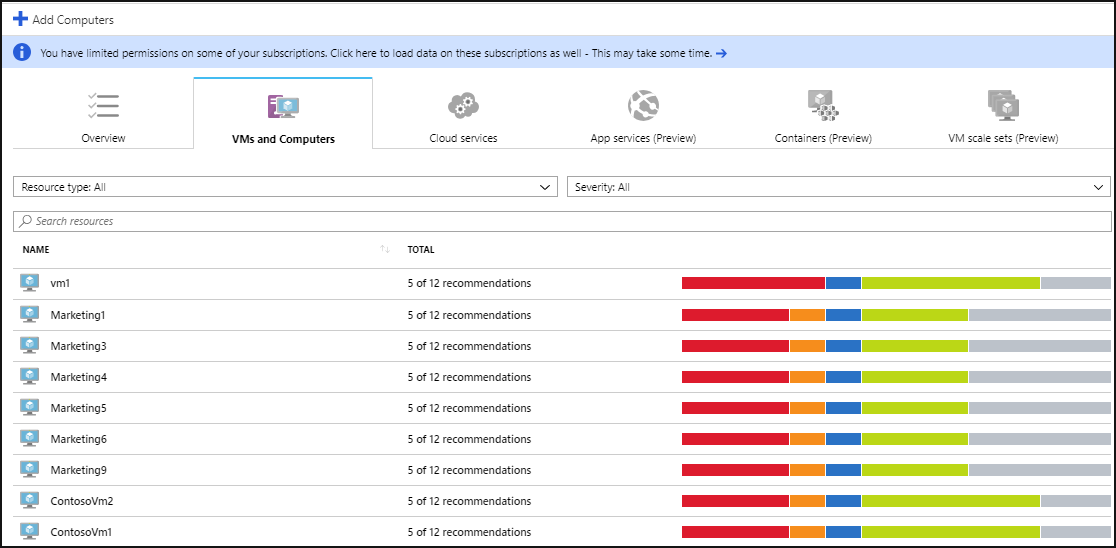 Add Computers
You have limited permissions on some of your subscriptions. Click here to load data on these subscriptions as well - This may take some time. →
Overview
VMs and Computers
Cloud services
App services (Preview)
Containers (Preview)
VM scale sets (Preview)
Resource type: All
Severity: All
Search resources
NAME TOTAL
vm1 5 of 12 recommendations
Marketing1 5 of 12 recommendations
Marketing3 5 of 12 recommendations
Marketing4 5 of 12 recommendations
Marketing5 5 of 12 recommendations
Marketing6 5 of 12 recommendations
Marketing9 5 of 12 recommendations
ContosoVm2 5 of 12 recommendations
ContosoVm1 5 of 12 recommendations